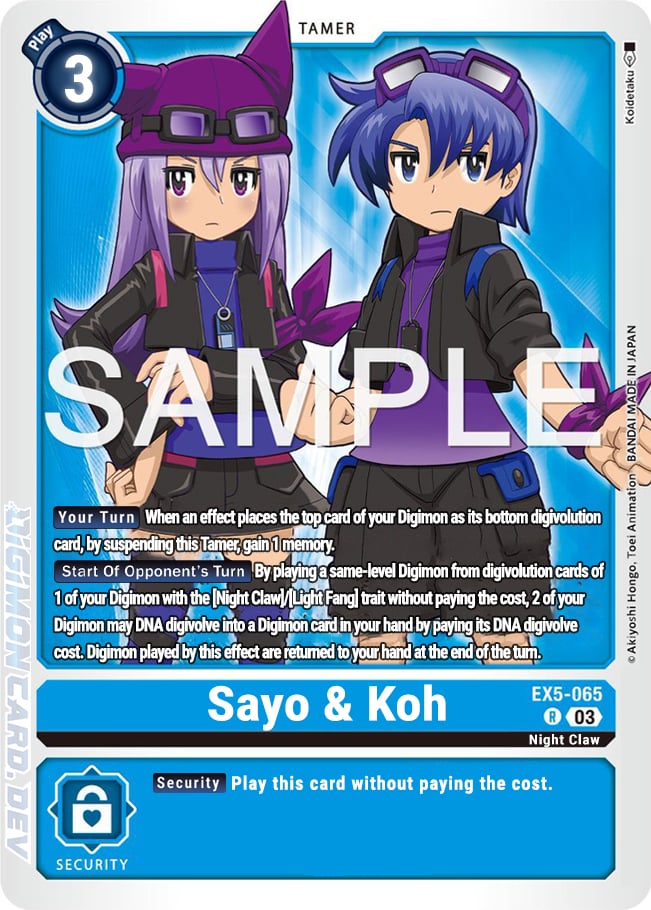 Play
3
TAMER
Koidetaku
SAMPLE
Your Turn When an effect places the top card of your Digimon as its bottom digivolution
card, by suspending this Tamer, gain 1 memory.
Start Of Opponent's Turn By playing a same-level Digimon from digivolution cards of
1 of your Digimon with the [Night Claw]/[Light Fang] trait without paying the cost, 2 of your
Digimon may DNA digivolve into a Digimon card in your hand by paying its DNA digivolve
cost. Digimon played by this effect are returned to your hand at the end of the turn.
© Akiyoshi Hongo, Toei Animation BANDAI MADE IN JAPAN
DIGIMON CARD.DEV
Sayo & Koh
EX5-065
R 03
Night Claw
Security Play this card without paying the cost.
SECURITY